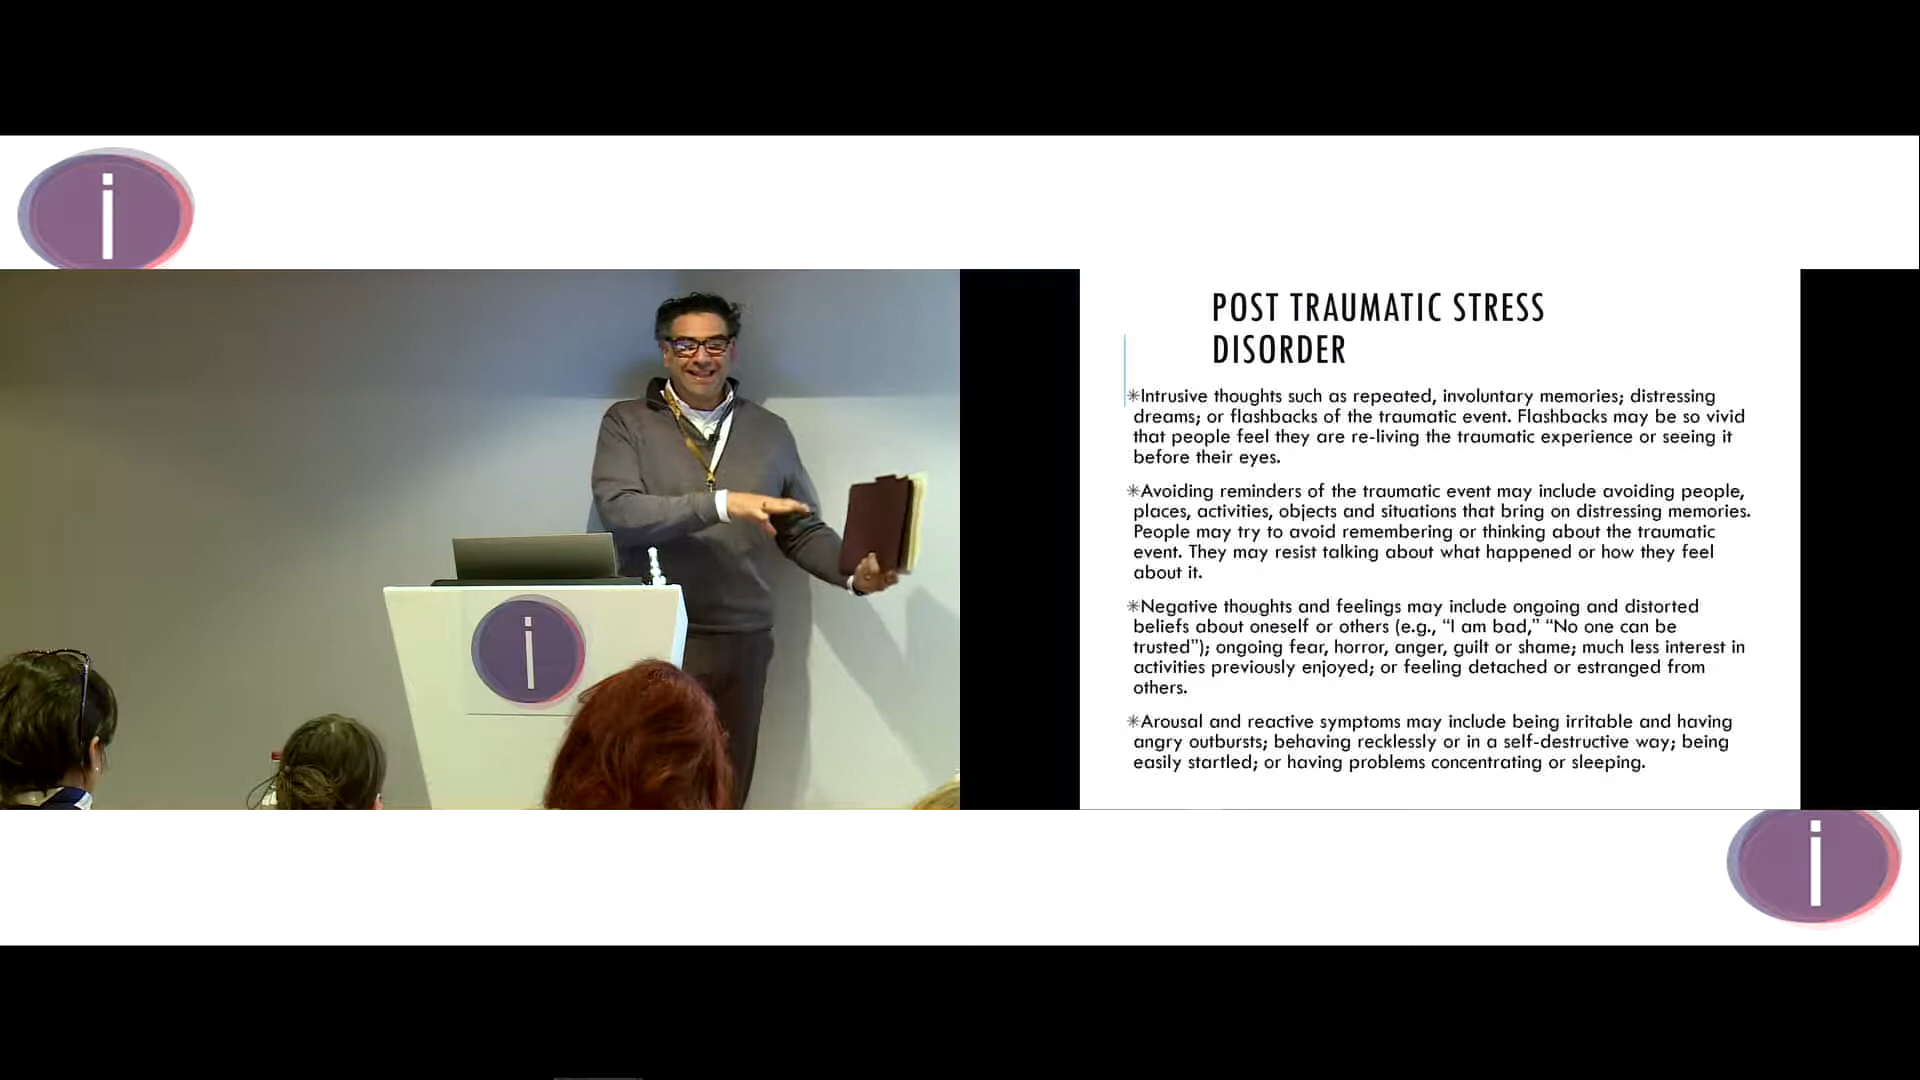 i
POST TRAUMATIC STRESS
DISORDER
✳Intrusive thoughts such as repeated, involuntary memories; distressing
dreams; or flashbacks of the traumatic event. Flashbacks may be so vivid
that people feel they are re-living the traumatic experience or seeing it
before their eyes.
✳Avoiding reminders of the traumatic event may include avoiding people,
places, activities, objects and situations that bring on distressing memories.
People may try to avoid remembering or thinking about the traumatic
event. They may resist talking about what happened or how they feel
about it.
✳Negative thoughts and feelings may include ongoing and distorted
beliefs about oneself or others (e.g., “I am bad,” “No one can be
trusted”); ongoing fear, horror, anger, guilt or shame; much less interest in
activities previously enjoyed; or feeling detached or estranged from
others.
✳Arousal and reactive symptoms may include being irritable and having
angry outbursts; behaving recklessly or in a self-destructive way; being
easily startled; or having problems concentrating or sleeping.
i
i